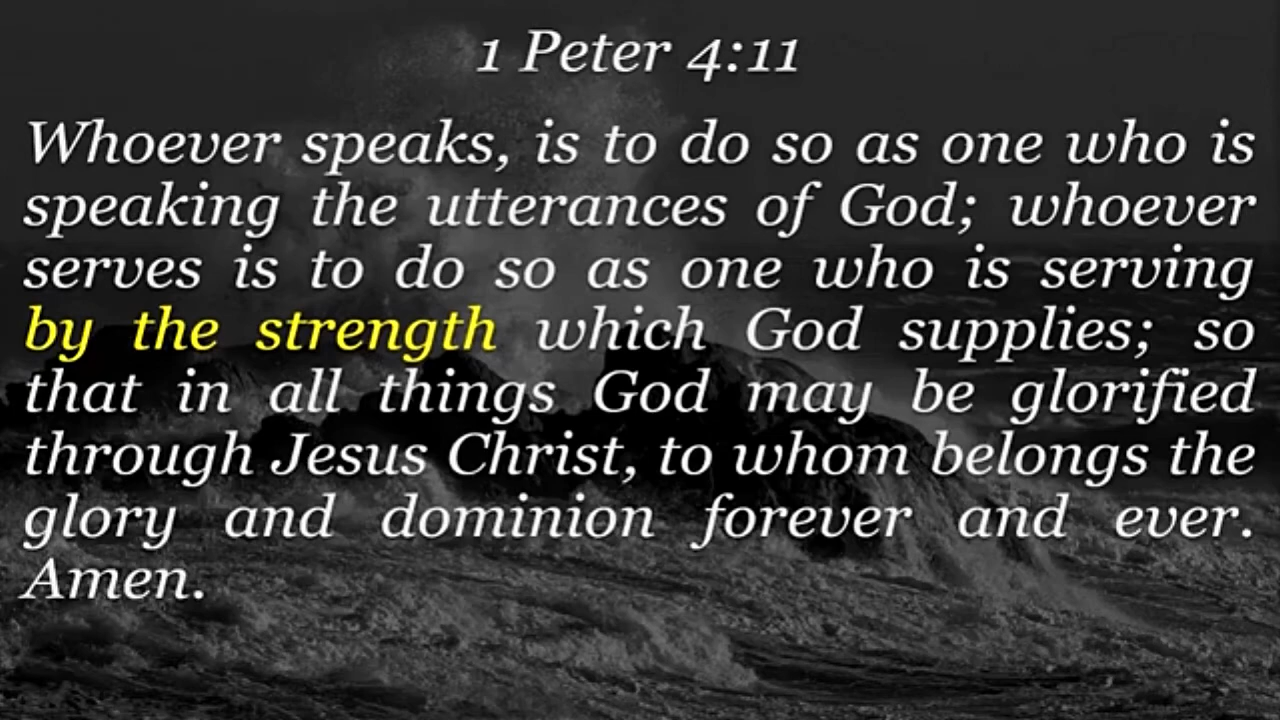 1 Peter 4:11
Whoever speaks, is to do so as one who is
speaking the utterances of God; whoever
serves is to do so as one who is serving
by the strength which God supplies; so
that in all things God may be glorified
through Jesus Christ, to whom belongs the
glory and dominion forever and ever.
Amen.